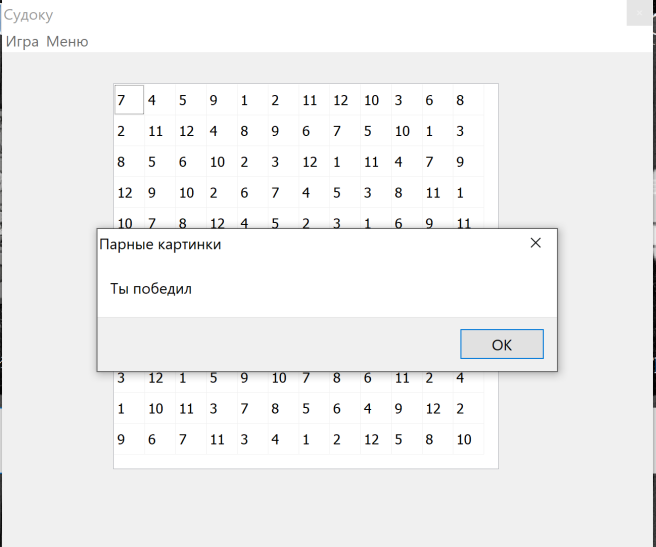 Судоку
Игра Меню
7 4 5 9 1 2 11 12 10 3 6 8
2 11 12 4 8 9 6 7 5 10 1 3
8 5 6 10 2 3 12 1 11 4 7 9
12 9 10 2 6 7 4 5 3 8 11 1
10 7 8 12 4 5 2 3 1 6 9 11
Парные картинки
Ты победил
ОК
3 12 1 5 9 10 7 8 6 11 2 4
1 10 11 3 7 8 5 6 4 9 12 2
9 6 7 11 3 4 1 2 12 5 8 10